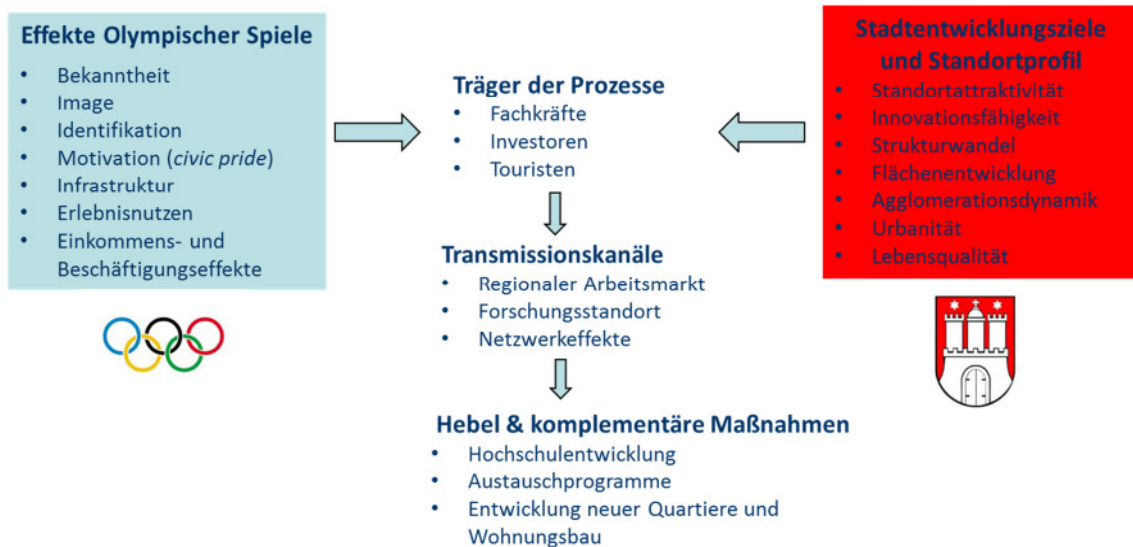 Effekte Olympischer Spiele
• Bekanntheit
• Image
• Identifikation
• Motivation (civic pride)
• Infrastruktur
• Erlebnisnutzen
• Einkommens- und
Beschäftigungseffekte
Träger der Prozesse
• Fachkräfte
• Investoren
• Touristen
Transmissionskanäle
• Regionaler Arbeitsmarkt
• Forschungsstandort
• Netzwerkeffekte
Hebel & komplementäre Maßnahmen
• Hochschulentwicklung
• Austauschprogramme
• Entwicklung neuer Quartiere und
Wohnungsbau
Stadtentwicklungsziele
und Standortprofil
• Standortattraktivität
• Innovationsfähigkeit
• Strukturwandel
• Flächenentwicklung
• Agglomerationsdynamik
• Urbanität
• Lebensqualität